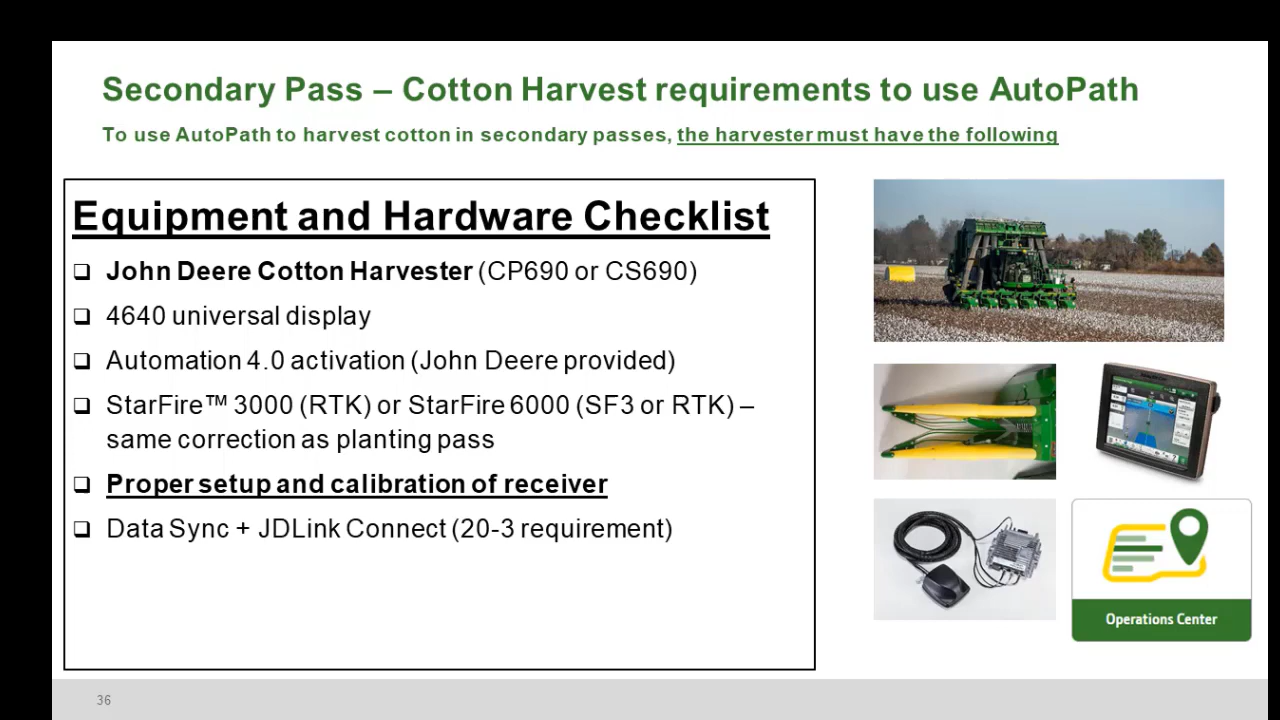 Secondary Pass – Cotton Harvest requirements to use AutoPath
To use AutoPath to harvest cotton in secondary passes, the harvester must have the following
Equipment and Hardware Checklist
❑ John Deere Cotton Harvester (CP690 or CS690)
❑ 4640 universal display
❑ Automation 4.0 activation (John Deere provided)
❑ StarFire™ 3000 (RTK) or StarFire 6000 (SF3 or RTK) –
same correction as planting pass
❑ Proper setup and calibration of receiver
❑ Data Sync + JDLink Connect (20-3 requirement)
Operations Center
36